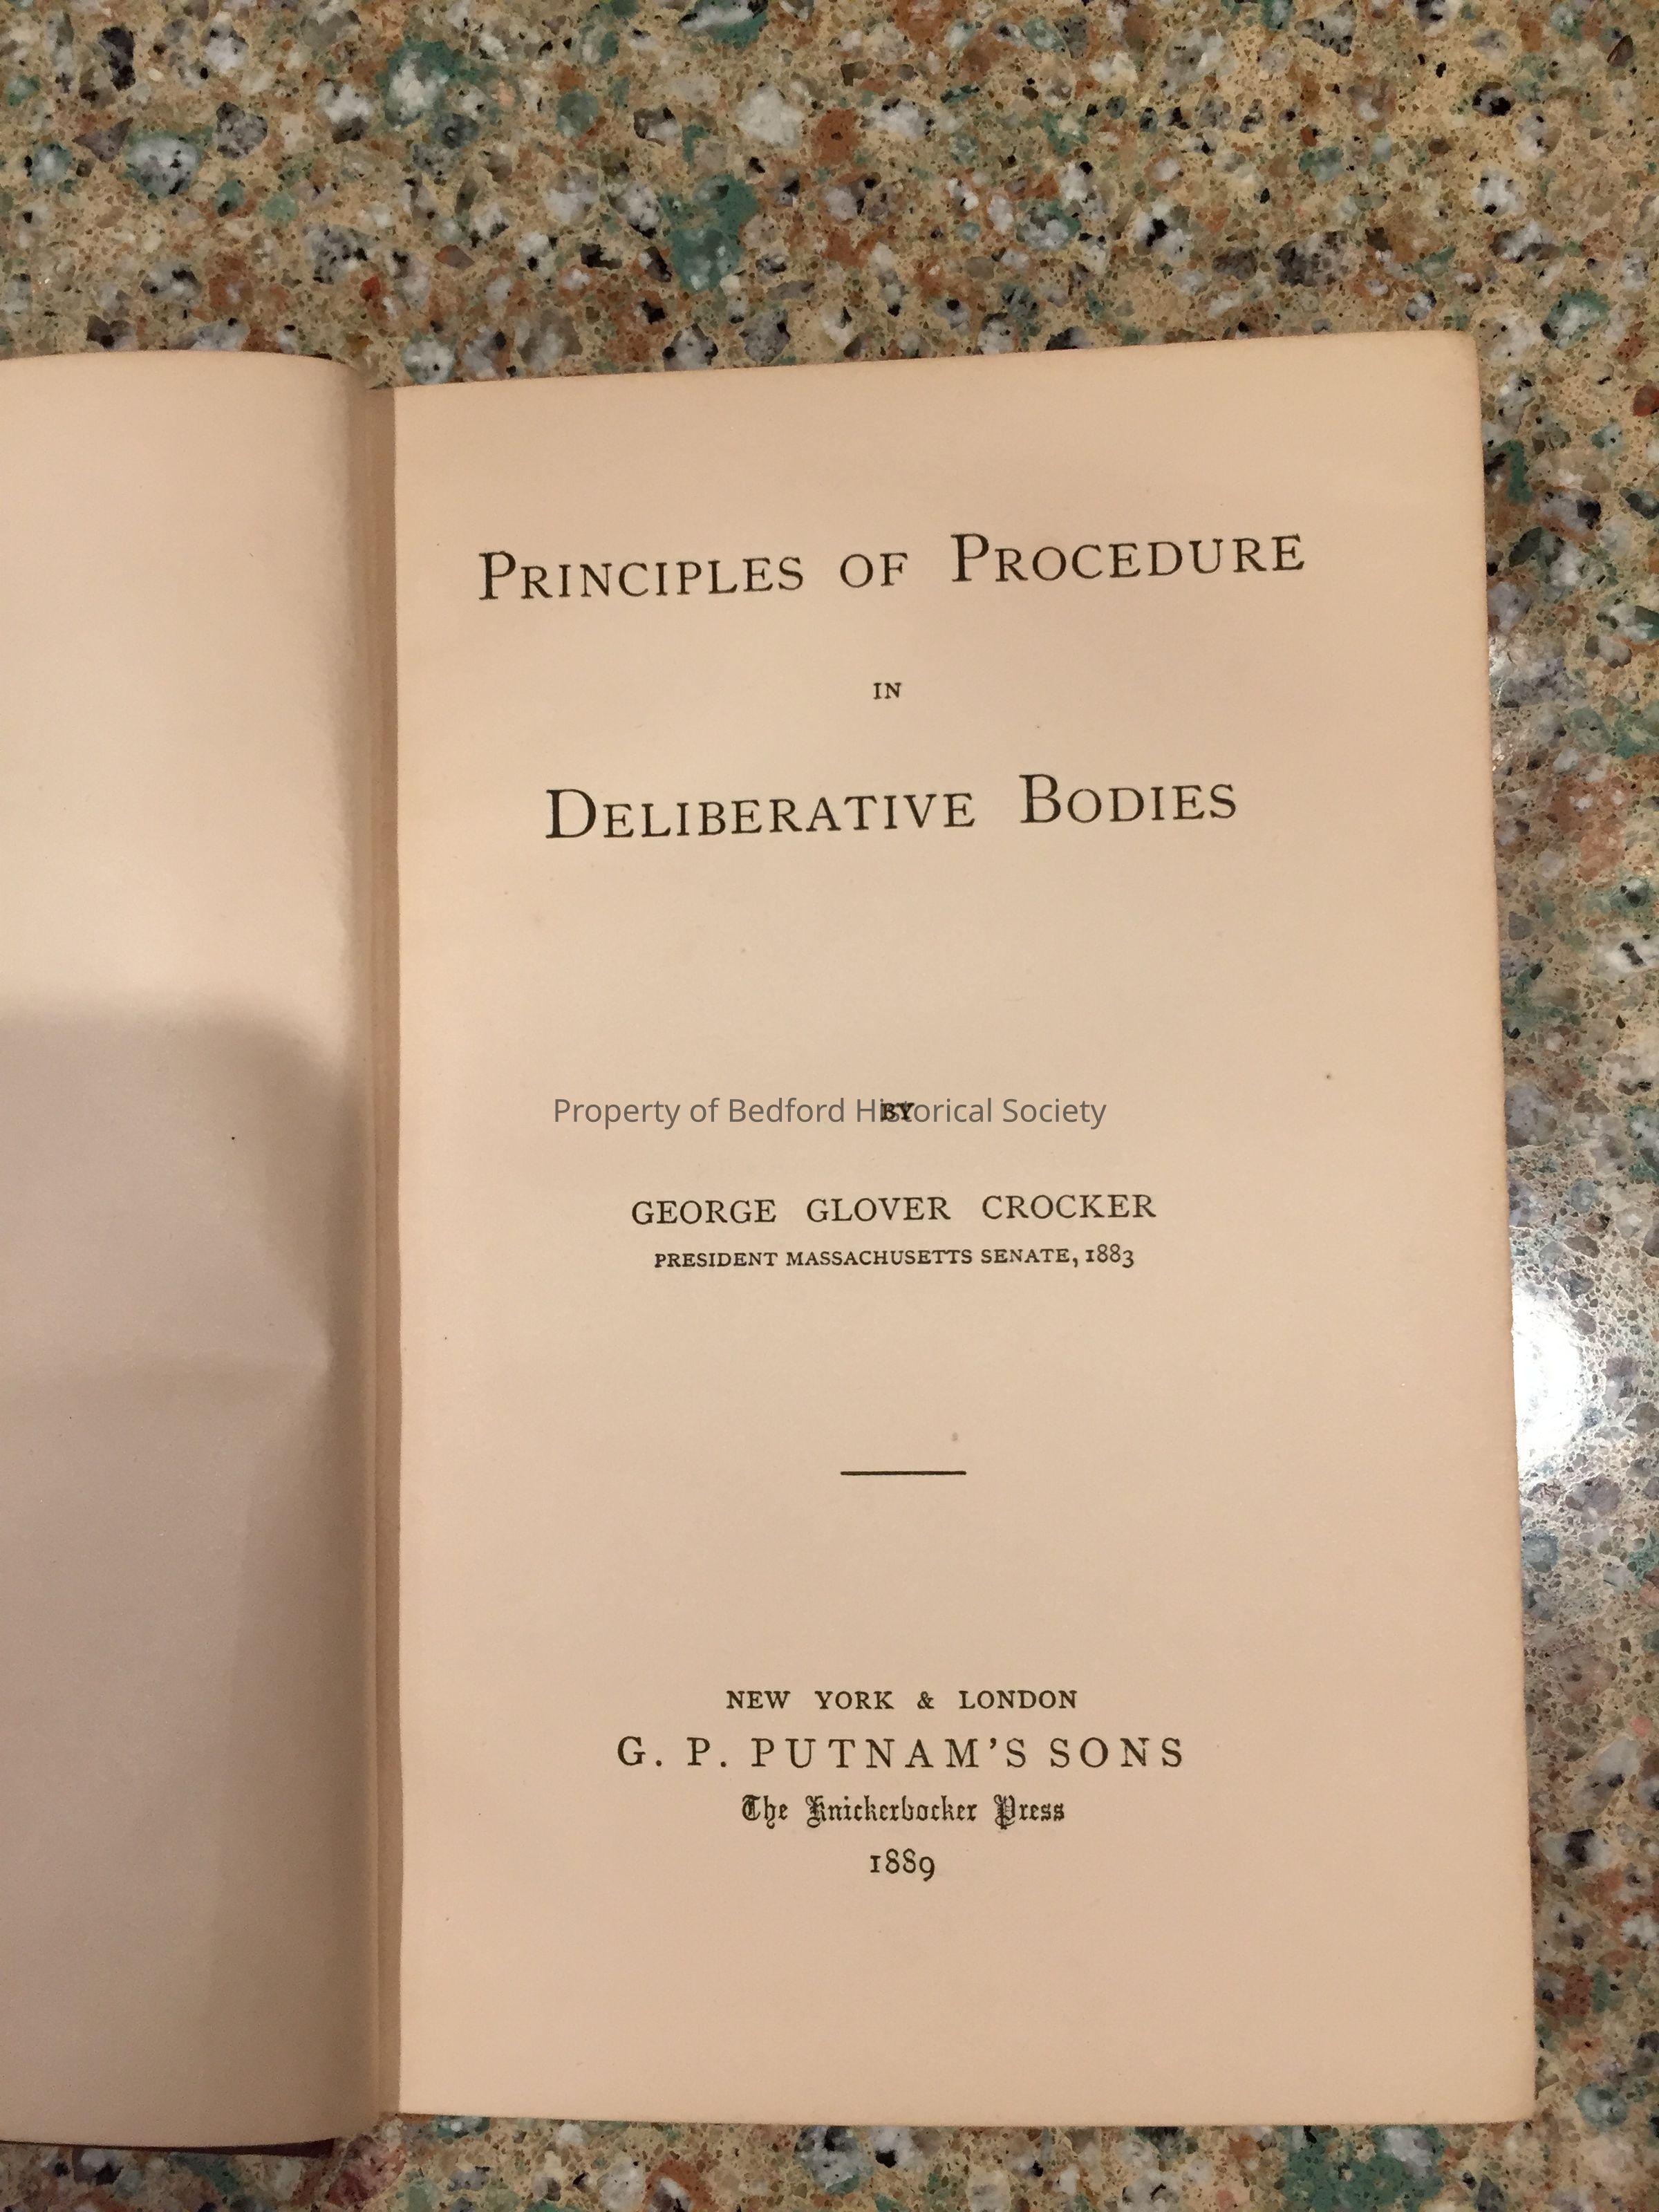 PRINCIPLES OF PROCEDURE
IN
DELIBERATIVE BODIES
BY
Property of Bedford Historical Society
GEORGE GLOVER CROCKER
PRESIDENT MASSACHUSETTS SENATE, 1883
NEW YORK & LONDON
G. P. PUTNAM'S SONS
The Knickerbocker Press
1889